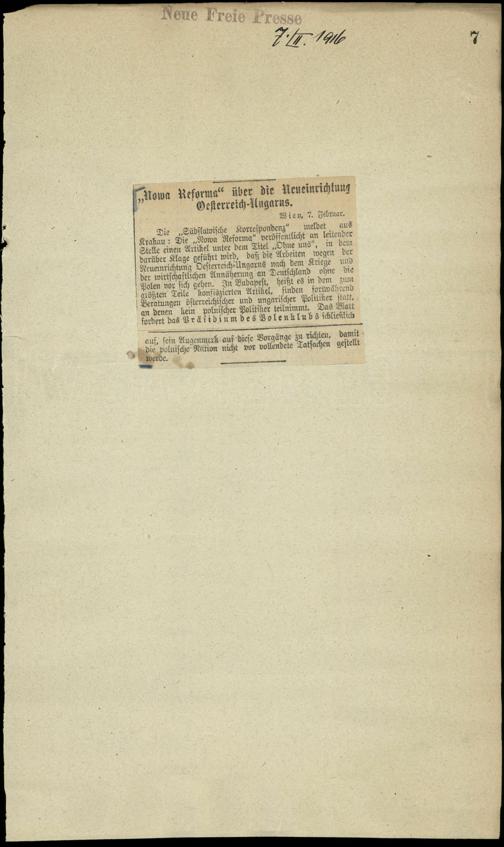 Neue Freie Presse
7./II. 1916
7
„Nowa Reforma“ über die Neueinrichtung
Oesterreich-Ungarns.
Wien, 7. Februar.
Die „Südslawische Korrespondenz“ meldet aus
Krakau: Die „Nowa Reforma“ veröffentlicht an leitender
Stelle einen Artikel unter dem Titel „Ohne uns“, in dem
darüber Klage geführt wird, daß die Arbeiten wegen der
Neueinrichtung Oesterreich-Ungarns nach dem Kriege und
der wirtschaftlichen Annäherung an Deutschland ohne die
Polen vor sich gehen. In Budapest, heißt es in dem zum
größten Teile konfiszierten Artikel, finden fortwährend
Beratungen österreichischer und ungarischer Politiker statt,
an denen kein polnischer Politiker teilnimmt. Das Blatt
fordert das Präsidium des Polenklubs schließlich
auf, sein Augenmerk auf diese Vorgänge zu richten, damit
die polnische Nation nicht vor vollendete Tatsachen gestellt
werde.